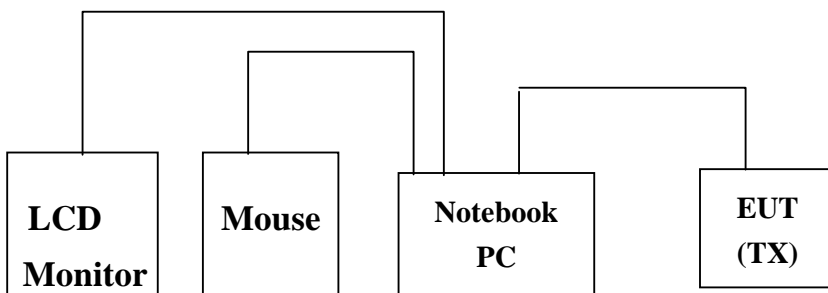 LCD
Monitor
Mouse
Notebook
PC
EUT
(TX)